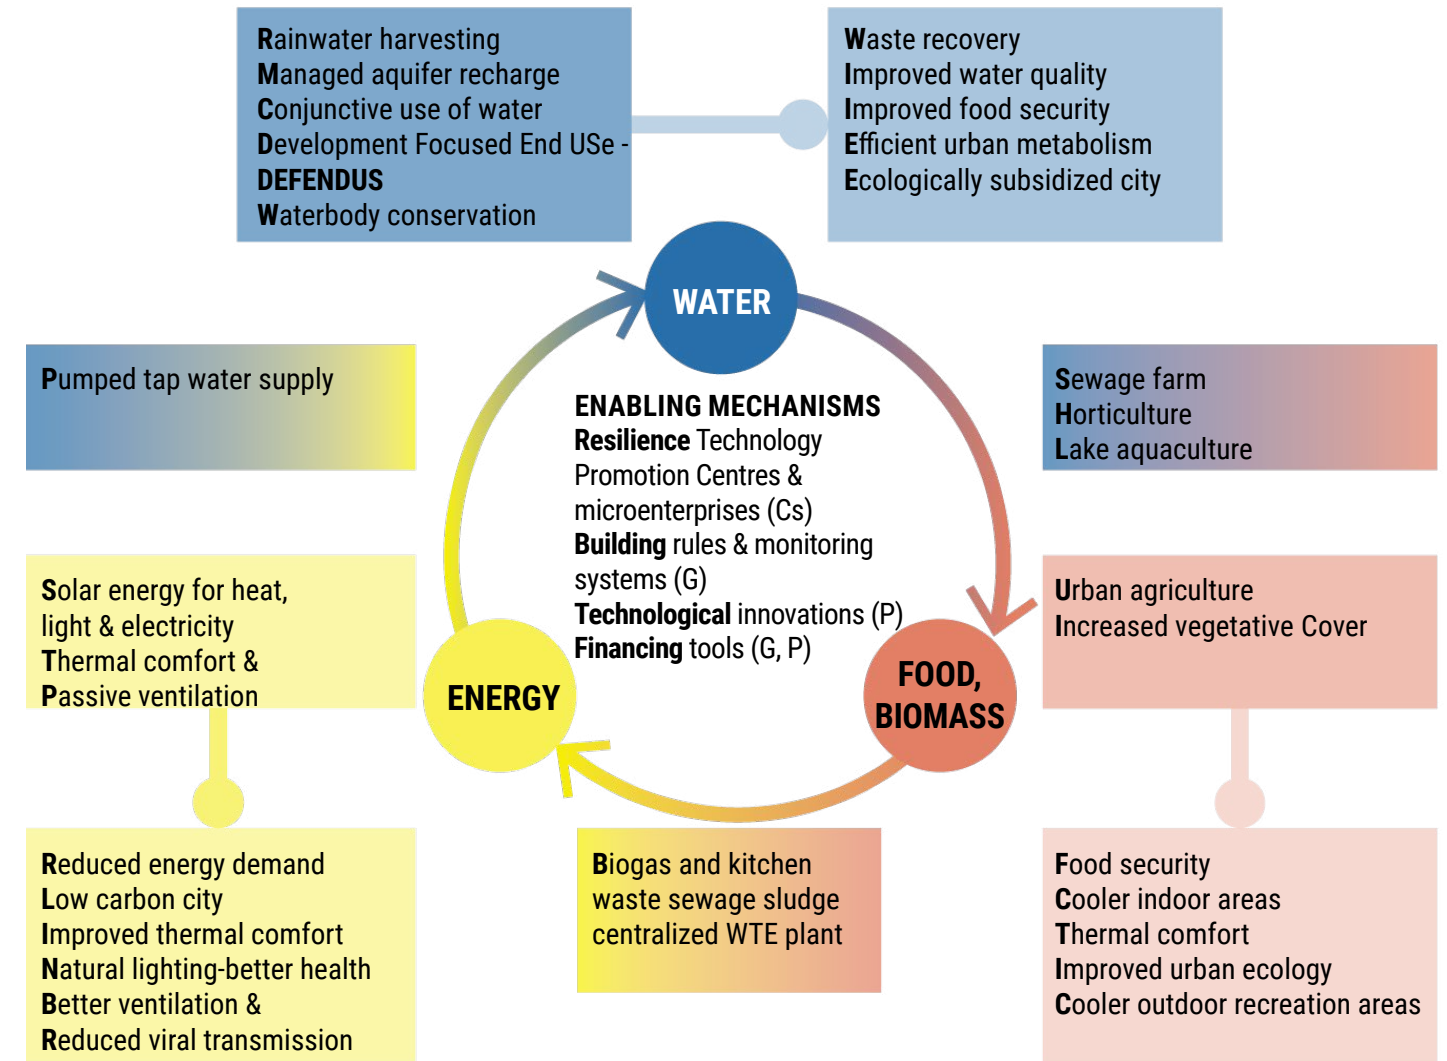 Rainwater harvesting
Managed aquifer recharge
Conjunctive use of water
Development Focused End USe -
DEFENDUS
Waterbody conservation
Waste recovery
Improved water quality
Improved food security
Efficient urban metabolism
Ecologically subsidized city
WATER
Pumped tap water supply
Sewage farm
Horticulture
Lake aquaculture
ENABLING MECHANISMS
Resilience Technology
Promotion Centres &
microenterprises (Cs)
Building rules & monitoring
systems (G)
Technological innovations (P)
Financing tools (G, P)
Solar energy for heat,
light & electricity
Thermal comfort &
Passive ventilation
ENERGY
FOOD,
BIOMASS
Urban agriculture
Increased vegetative Cover
Reduced energy demand
Low carbon city
Improved thermal comfort
Natural lighting-better health
Better ventilation &
Reduced viral transmission
Biogas and kitchen
waste sewage sludge
centralized WTE plant
Food security
Cooler indoor areas
Thermal comfort
Improved urban ecology
Cooler outdoor recreation areas